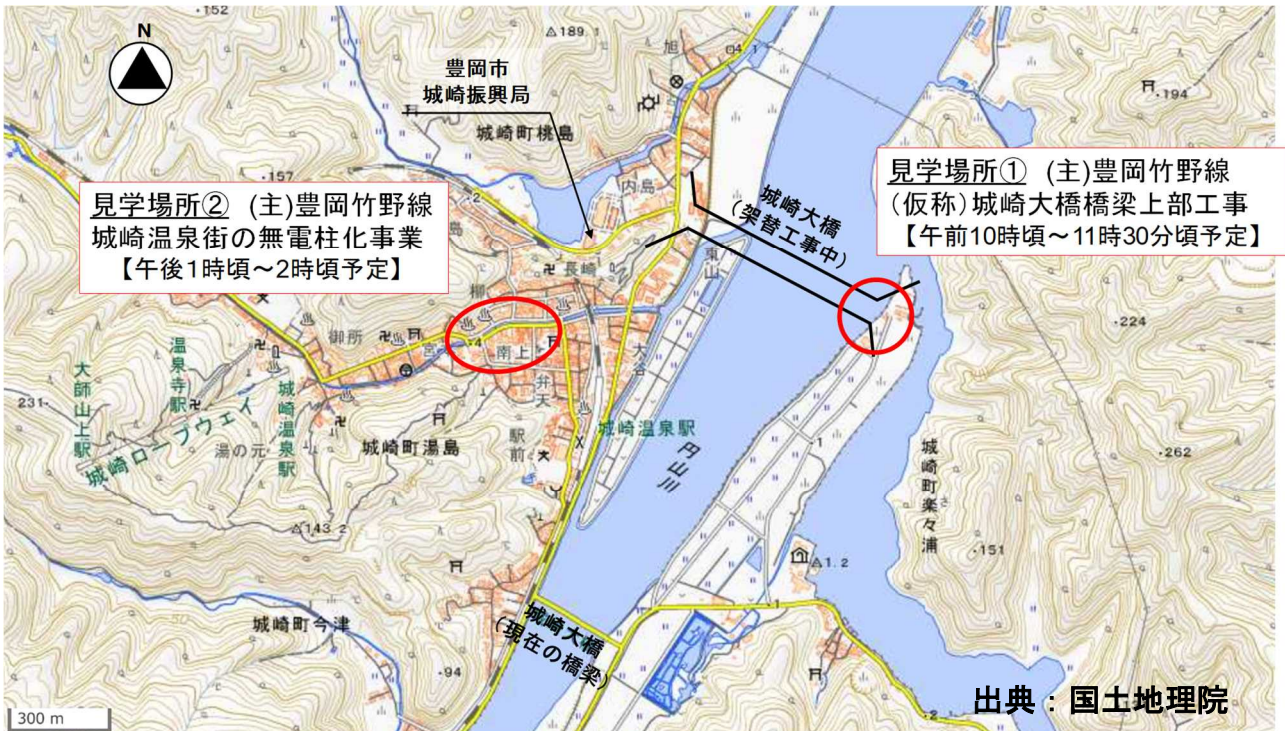 N
・152
△189.1
旭
4.1
・194
豊岡市
城崎振興局
城崎町桃島
内島
・157
・2
見学場所② (主)豊岡竹野線
城崎温泉街の無電柱化事業
【午後1時頃～2時頃予定】
見学場所① (主)豊岡竹野線
(仮称)城崎大橋橋梁上部工事
【午前10時頃～11時30分頃予定】
城崎大橋
(架替工事中)
島
長崎
柳
東山
・224
御所
宮
・4
南上
大谷
弁天
温泉寺駅
大師山上駅
城崎温泉駅
231・
城崎ロープウェイ
湯の元
城崎町湯島
駅前
城崎温泉駅
円山川
・1
・262
城崎町楽々浦
さ
△143.2
・151
△1.2
城崎町今津
城崎大橋
(現在の橋梁)
・1
・94
300 m
・2
出典：国土地理院